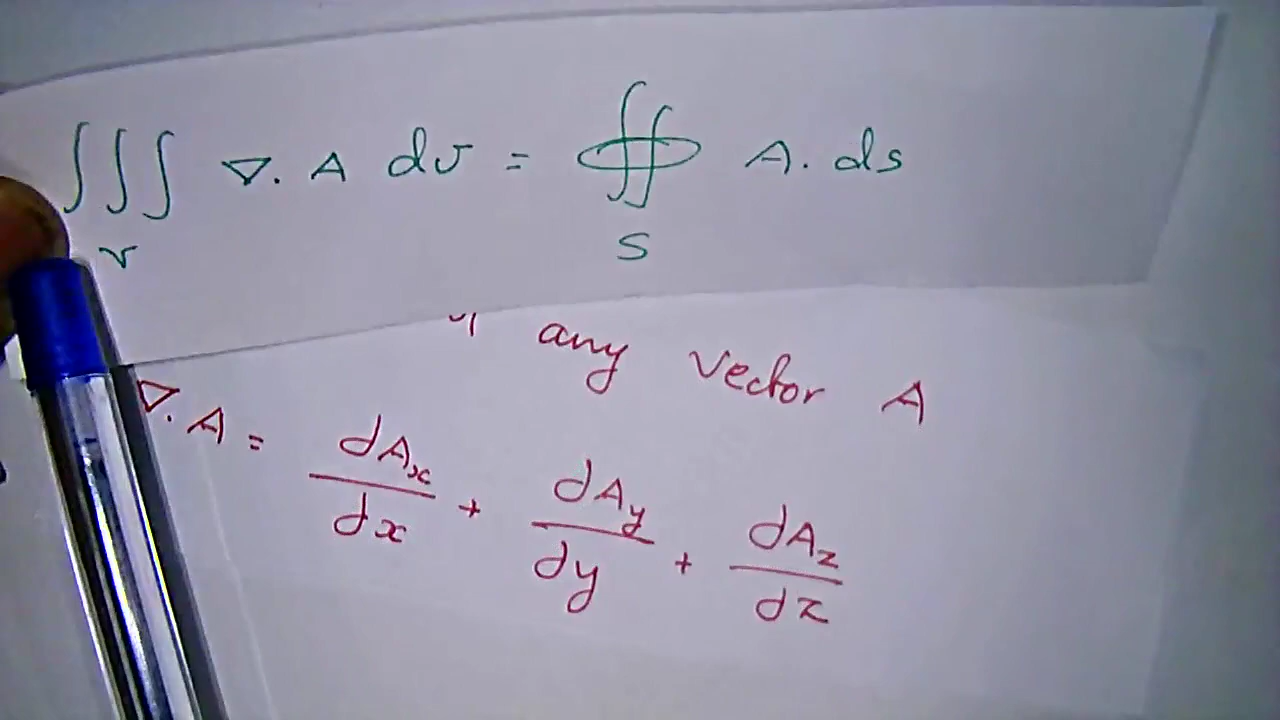 ∫∫∫ ∇. A dv = ∯ A. ds
v S
any vector A
∇. A = dAx/dx + dAy/dy + dAz/dz